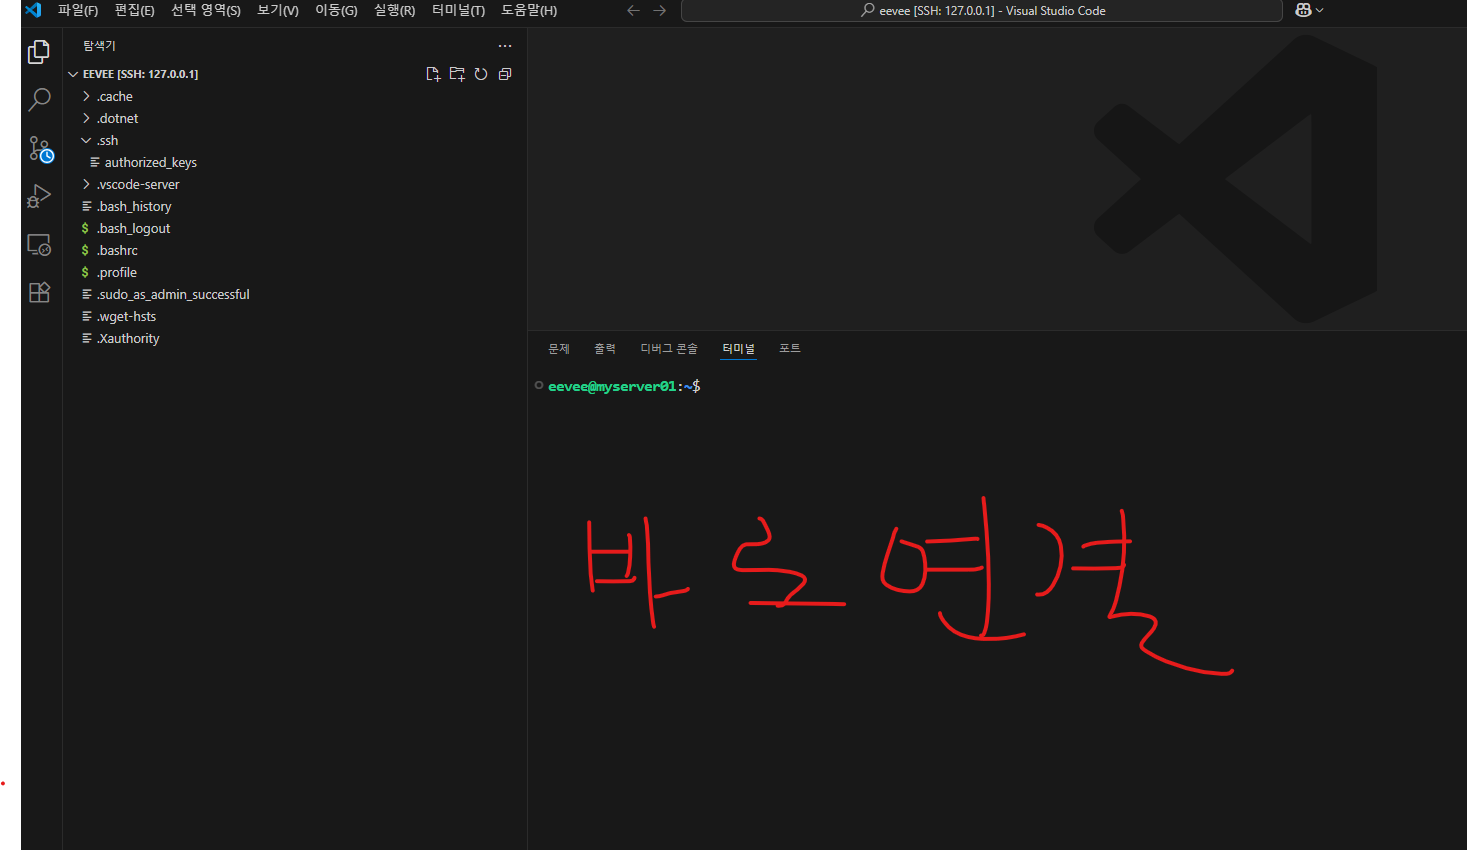 파일(F) 편집(E) 선택 영역(S) 보기(V) 이동(G) 실행(R) 터미널(T) 도움말(H)
eevee [SSH: 127.0.0.1] - Visual Studio Code
탐색기
EEVEE [SSH: 127.0.0.1]
.cache
.dotnet
.ssh
authorized_keys
.vscode-server
.bash_history
$ .bash_logout
$ .bashrc
$ .profile
.sudo_as_admin_successful
.wget-hsts
.Xauthority
문제 출력 디버그 콘솔 터미널 포트
eevee@myserver01:~$
바로 연결